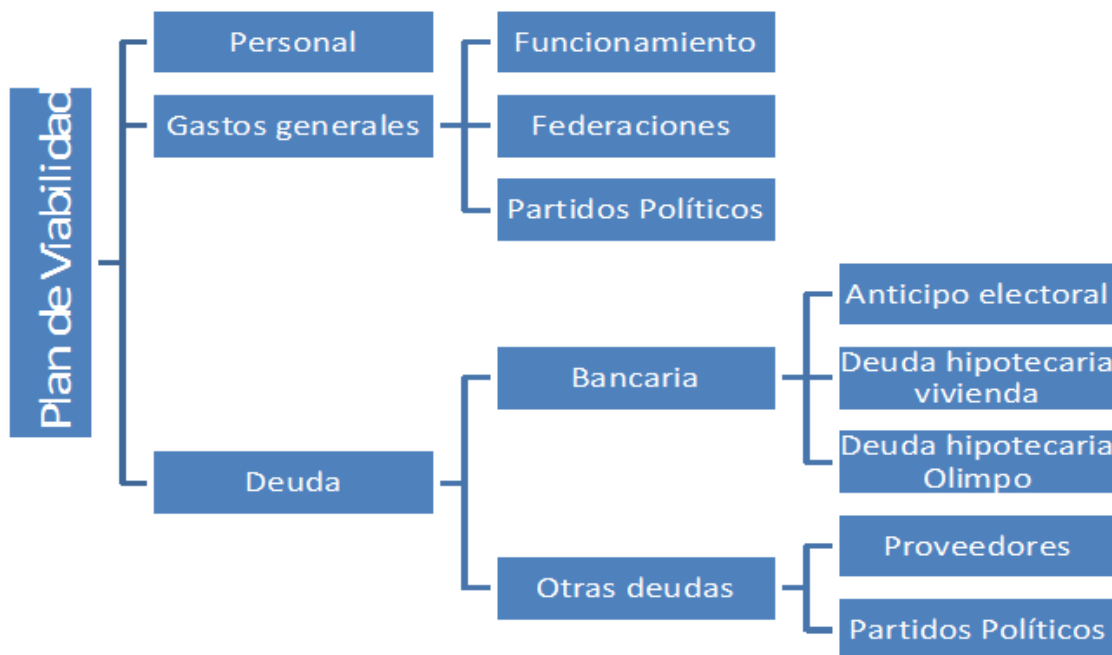 Plan de Viabilidad
Personal
Gastos generales
Funcionamiento
Federaciones
Partidos Políticos
Deuda
Bancaria
Anticipo electoral
Deuda hipotecaria
vivienda
Deuda hipotecaria
Olimpo
Otras deudas
Proveedores
Partidos Políticos